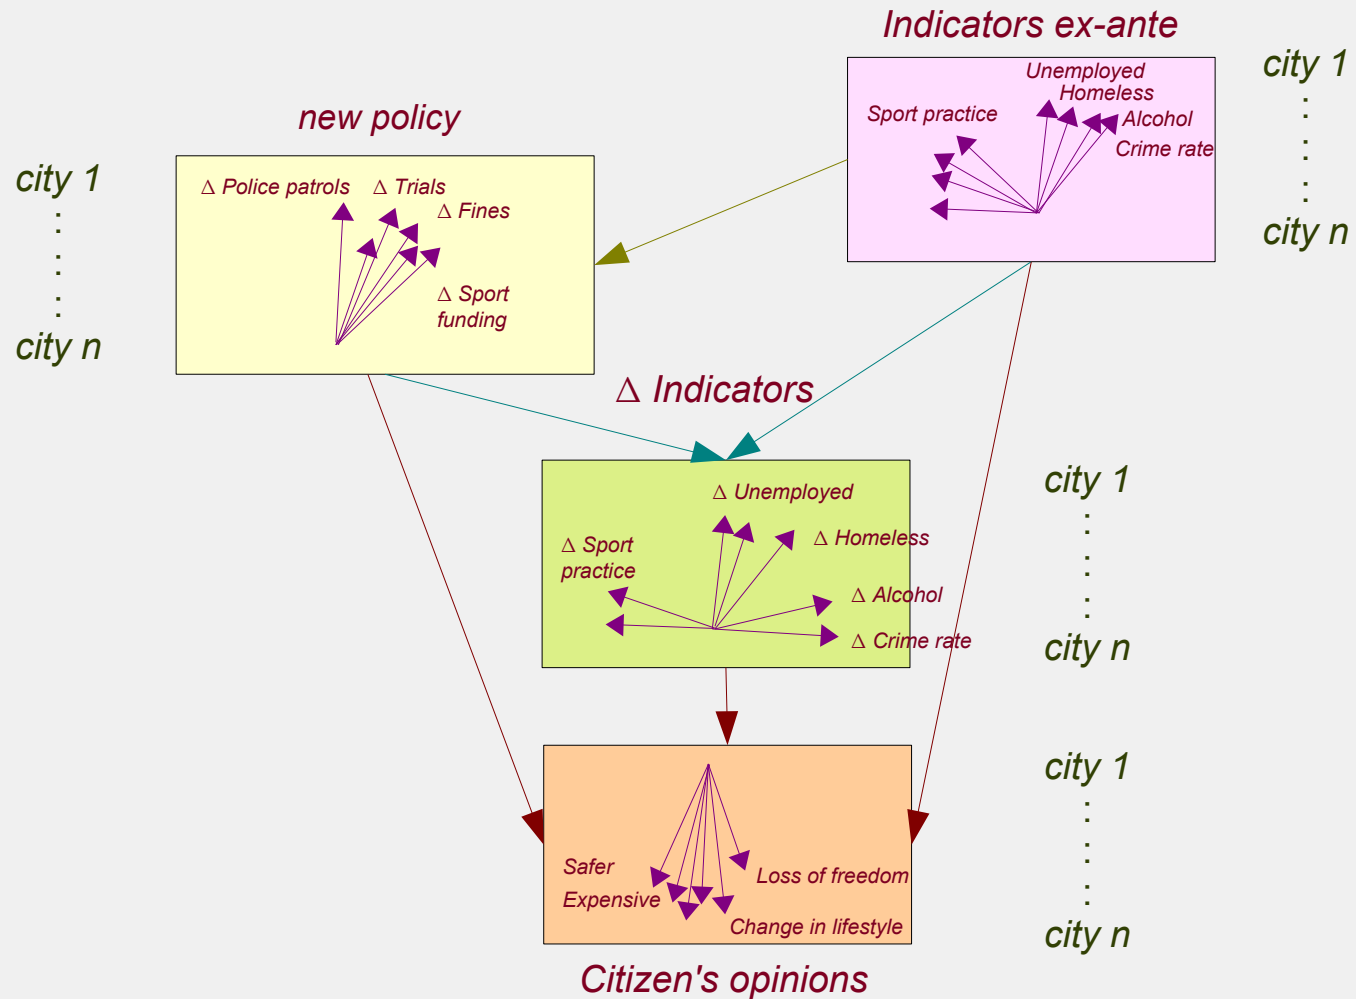 Indicators ex-ante
city 1
Unemployed
Homeless
Sport practice
Alcohol
Crime rate
city n
new policy
city 1
Δ Police patrols
Δ Trials
Δ Fines
Δ Sport
funding
city n
Δ Indicators
city 1
Δ Unemployed
Δ Homeless
Δ Sport
practice
Δ Alcohol
Δ Crime rate
city n
city 1
Safer
Loss of freedom
Expensive
Change in lifestyle
city n
Citizen's opinions